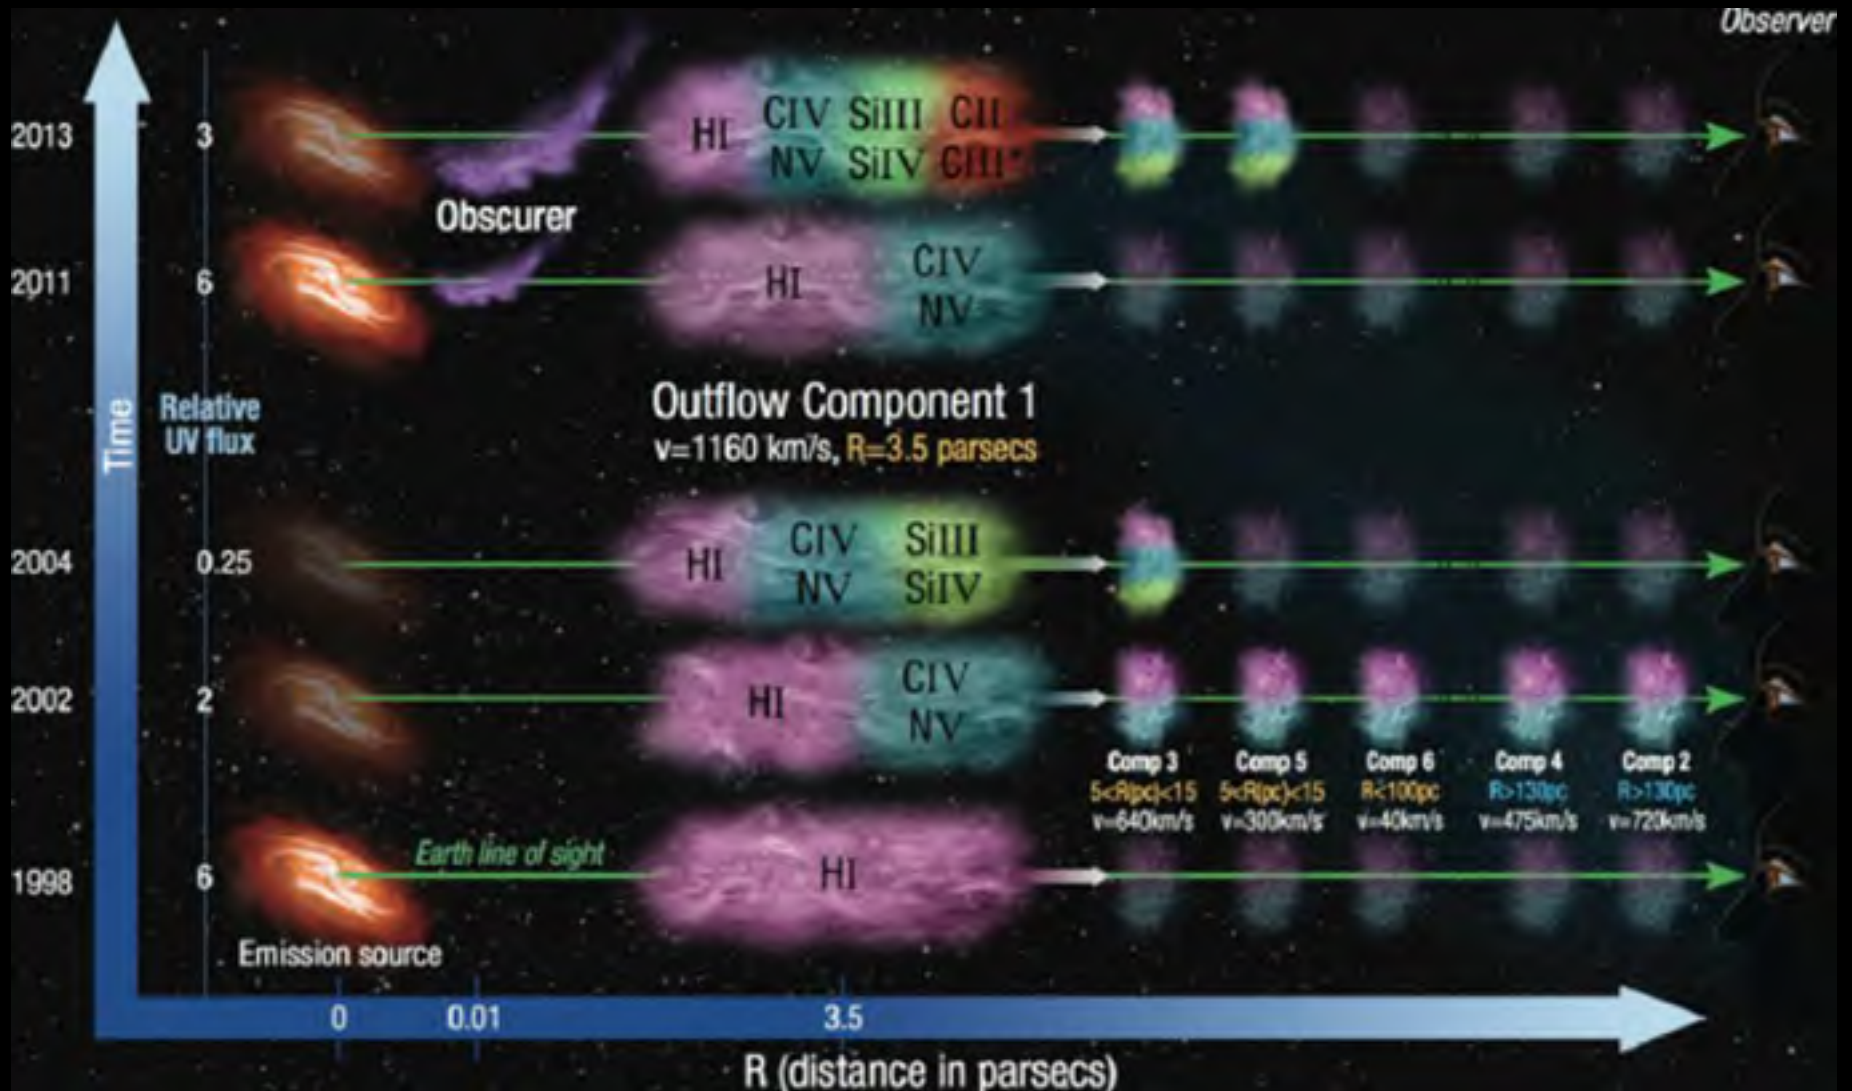 Observer
2013
3
HI
CIV SiIII CII
NV SiIV CIII*
Obscurer
2011
6
HI
CIV
NV
Outflow Component 1
v=1160 km/s, R=3.5 parsecs
Time
Relative
UV flux
2004
0.25
HI
CIV
NV
SiIII
SiIV
2002
2
HI
CIV
NV
Comp 3
5<R(pc)<15
v=640km/s
Comp 5
5<R(pc)<15
v=300km/s
Comp 6
R<100pc
v=40km/s
Comp 4
R>130pc
v=475km/s
Comp 2
R>130pc
v=720km/s
1998
6
Earth line of sight
HI
Emission source
0
0.01
3.5
R (distance in parsecs)